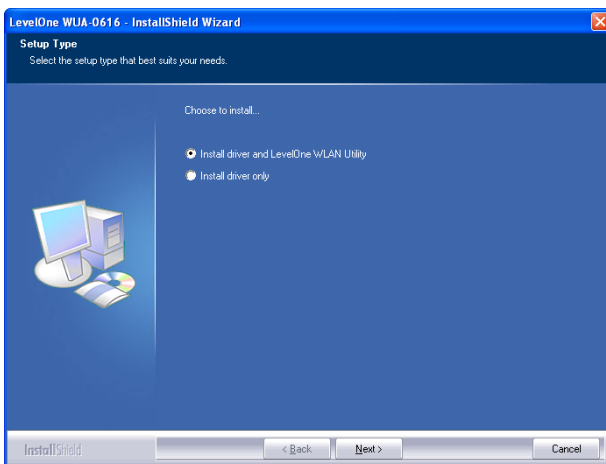 LevelOne WUA-0616 - InstallShield Wizard
Setup Type
Select the setup type that best suits your needs.
Choose to install...
Install driver and LevelOne WLAN Utility
Install driver only
InstallShield
< Back
Next >
Cancel